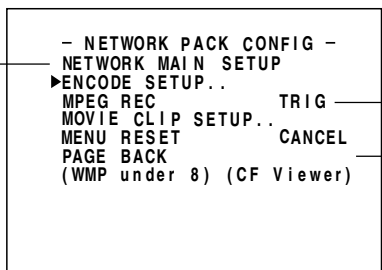 – NETWORK PACK CONFIG –
NETWORK MAIN SETUP
▶ENCODE SETUP..
MPEG REC TRIG
MOVIE CLIP SETUP..
MENU RESET CANCEL
PAGE BACK
(WMP under 8) (CF Viewer)